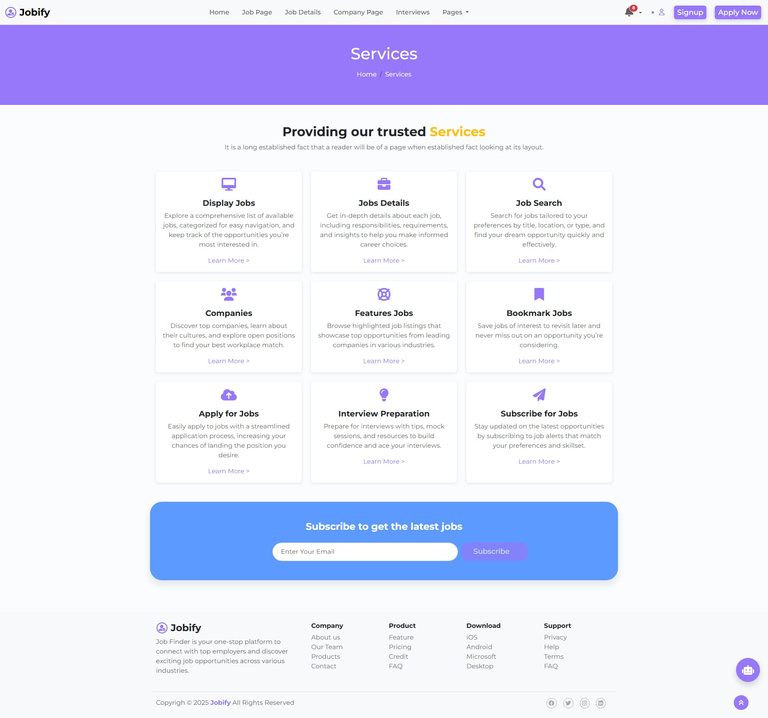 Jobify
Home Job Page Job Details Company Page Interviews Pages
Signup Apply Now
Services
Home / Services
Providing our trusted Services
It is a long established fact that a reader will be of a page when established fact looking at its layout.
Display Jobs
Explore a comprehensive list of available
jobs, categorized for easy navigation, and
keep track of the opportunities you're
most interested in.
Learn More >
Jobs Details
Get in-depth details about each job,
including responsibilities, requirements,
and insights to help you make informed
career choices.
Learn More >
Job Search
Search for jobs tailored to your
preferences by title, location, or type, and
find your dream opportunity quickly and
effectively.
Learn More >
Companies
Discover top companies, learn about
their cultures, and explore open positions
to find your best workplace match.
Learn More >
Features Jobs
Browse highlighted job listings that
showcase top opportunities from leading
companies in various industries.
Learn More >
Bookmark Jobs
Save jobs of interest to revisit later and
never miss out on an opportunity you're
considering.
Learn More >
Apply for Jobs
Easily apply to jobs with a streamlined
application process, increasing your
chances of landing the position you
desire.
Learn More >
Interview Preparation
Prepare for interviews with tips, mock
sessions, and resources to build
confidence and ace your interviews.
Learn More >
Subscribe for Jobs
Stay updated on the latest opportunities
by subscribing to job alerts that match
your preferences and skillset.
Learn More >
Subscribe to get the latest jobs
Enter Your Email Subscribe
Jobify
Job Finder is your one-stop platform to
connect with top employers and discover
exciting job opportunities across various
industries.
Company
About us
Our Team
Products
Contact
Product
Feature
Pricing
Credit
FAQ
Download
iOS
Android
Microsoft
Desktop
Support
Privacy
Help
Terms
FAQ
Copyrigh © 2025 Jobify All Rights Reserved